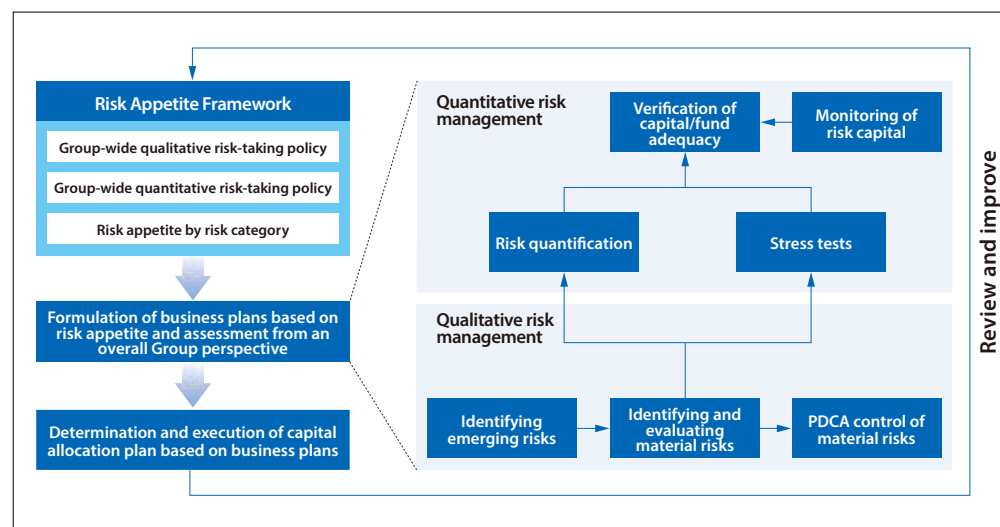 Risk Appetite Framework
Group-wide qualitative risk-taking policy
Group-wide quantitative risk-taking policy
Risk appetite by risk category
Formulation of business plans based on
risk appetite and assessment from an
overall Group perspective
Determination and execution of capital
allocation plan based on business plans
Quantitative risk
management
Verification of
capital/fund
adequacy
Monitoring of
risk capital
Risk quantification
Stress tests
Qualitative risk
management
Identifying
emerging risks
Identifying and
evaluating
material risks
PDCA control of
material risks
Review and improve